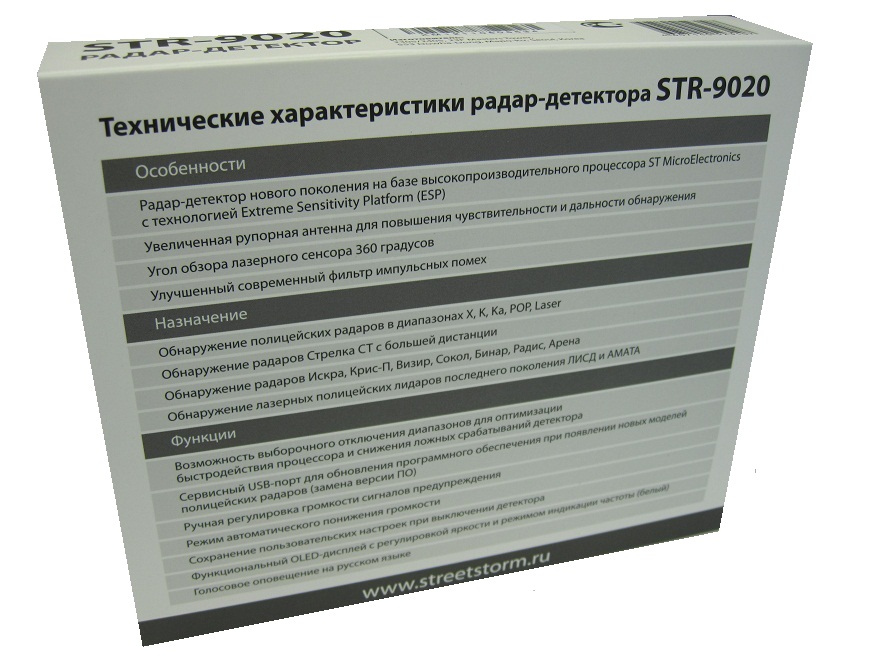 STR-9020
РАДАР-ДЕТЕКТОР
Технические характеристики радар-детектора STR-9020
Особенности
Радар-детектор нового поколения на базе высокопроизводительного процессора ST MicroElectronics
с технологией Extreme Sensitivity Platform (ESP)
Увеличенная рупорная антенна для повышения чувствительности и дальности обнаружения
Угол обзора лазерного сенсора 360 градусов
Улучшенный современный фильтр импульсных помех
Назначение
Обнаружение полицейских радаров в диапазонах X, K, Ka, POP, Laser
Обнаружение радаров Стрелка СТ с большей дистанции
Обнаружение радаров Искра, Крис-П, Визир, Сокол, Бинар, Радис, Арена
Обнаружение лазерных полицейских лидаров последнего поколения ЛИСД и АМАТА
Функции
Возможность выборочного отключения диапазонов для оптимизации
быстродействия процессора и снижения ложных срабатываний детектора
Сервисный USB-порт для обновления программного обеспечения при появлении новых моделей
полицейских радаров (замена версии ПО)
Ручная регулировка громкости сигналов предупреждения
Режим автоматического понижения громкости
Сохранение пользовательских настроек при выключении детектора
Функциональный OLED-дисплей с регулировкой яркости и режимом индикации частоты (белый)
Голосовое оповещение на русском языке
www.streetstorm.ru